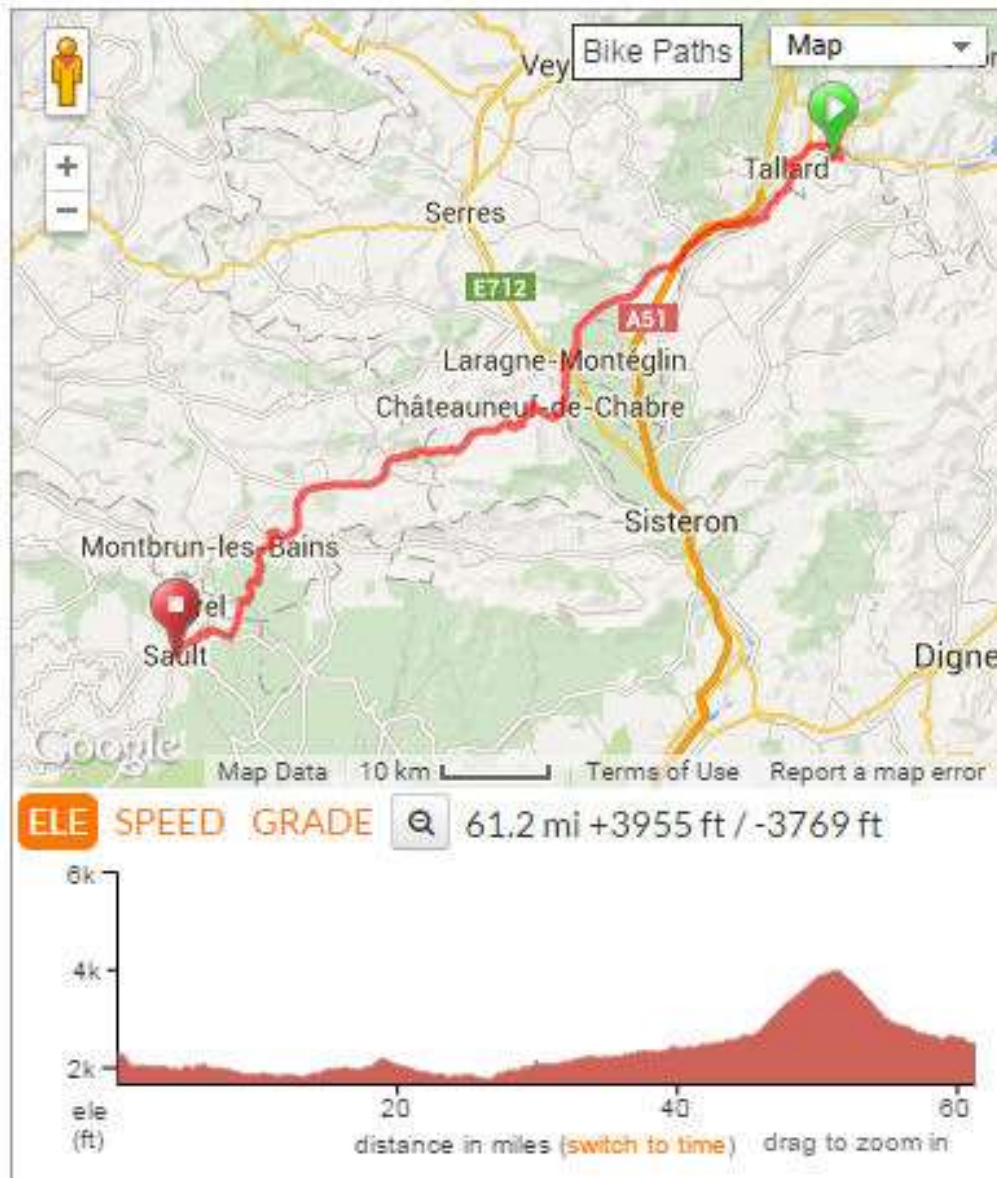 Vey
Bike Paths
Map
Tallard
Serres
E712
A51
Laragne-Montéglin
Châteauneuf-de-Chabre
Sisteron
Montbrun-les-Bains
rel
Sault
Digne
Google
Map Data
10 km
Terms of Use
Report a map error
ELE SPEED GRADE 61.2 mi +3955 ft / -3769 ft
6k
4k
2k
ele
(ft)
20
40
60
distance in miles (switch to time)
drag to zoom in